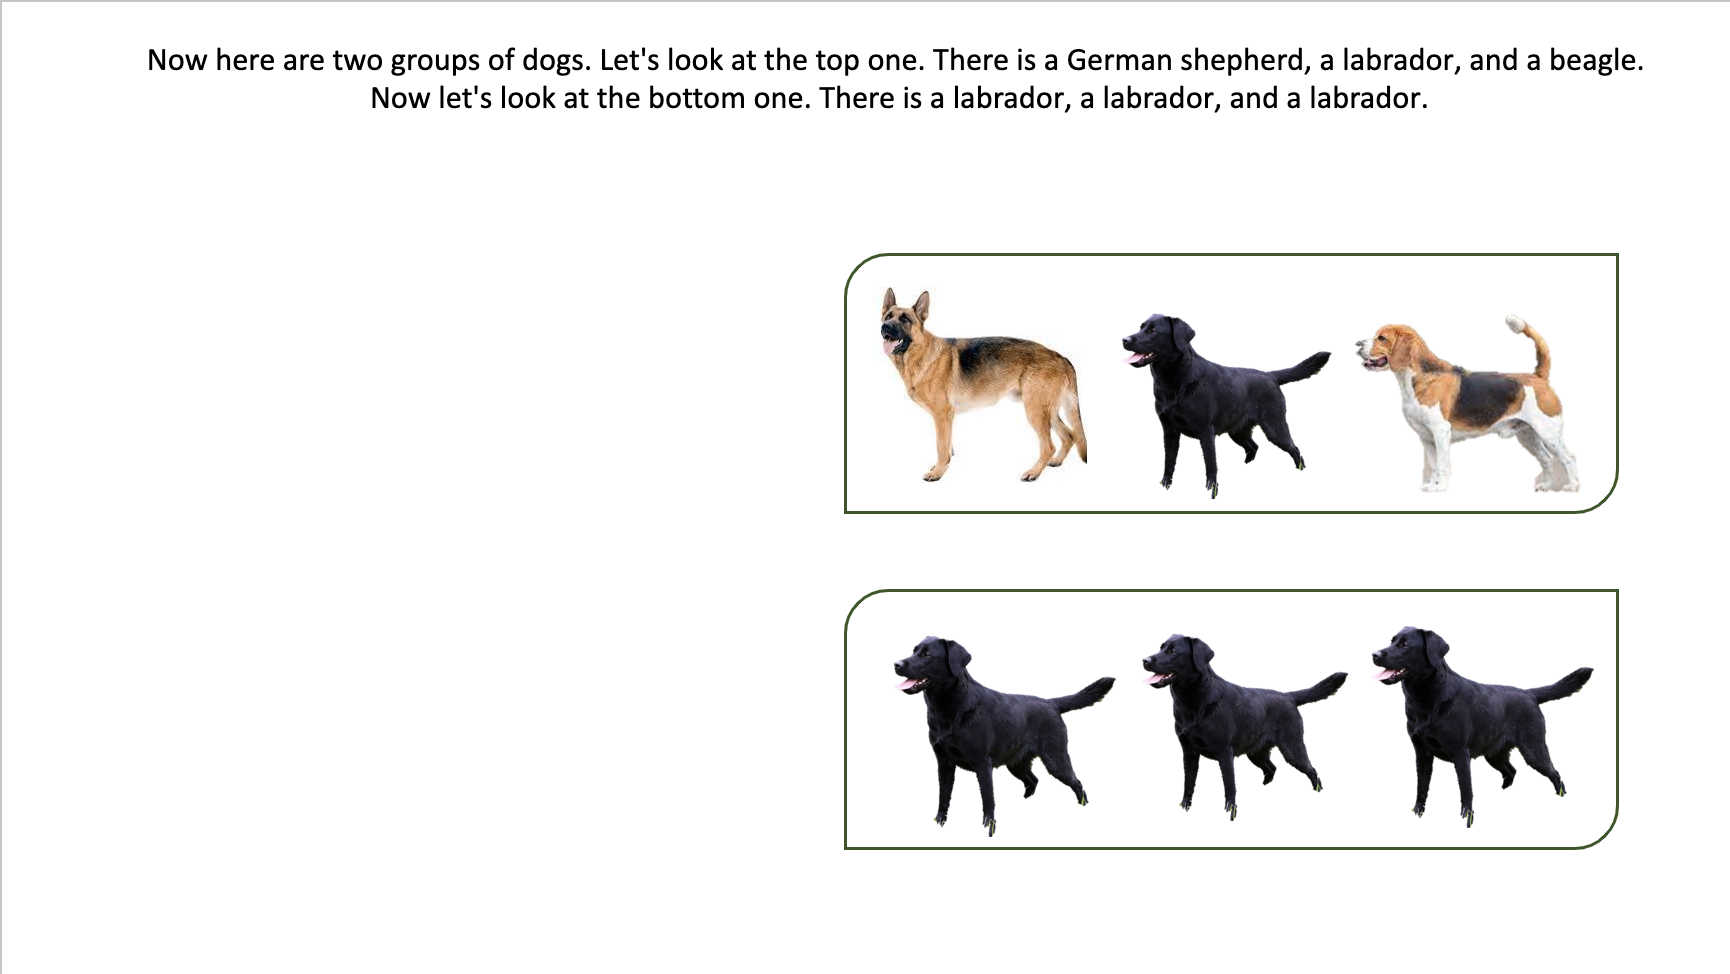 Now here are two groups of dogs. Let's look at the top one. There is a German shepherd, a labrador, and a beagle.
Now let's look at the bottom one. There is a labrador, a labrador, and a labrador.